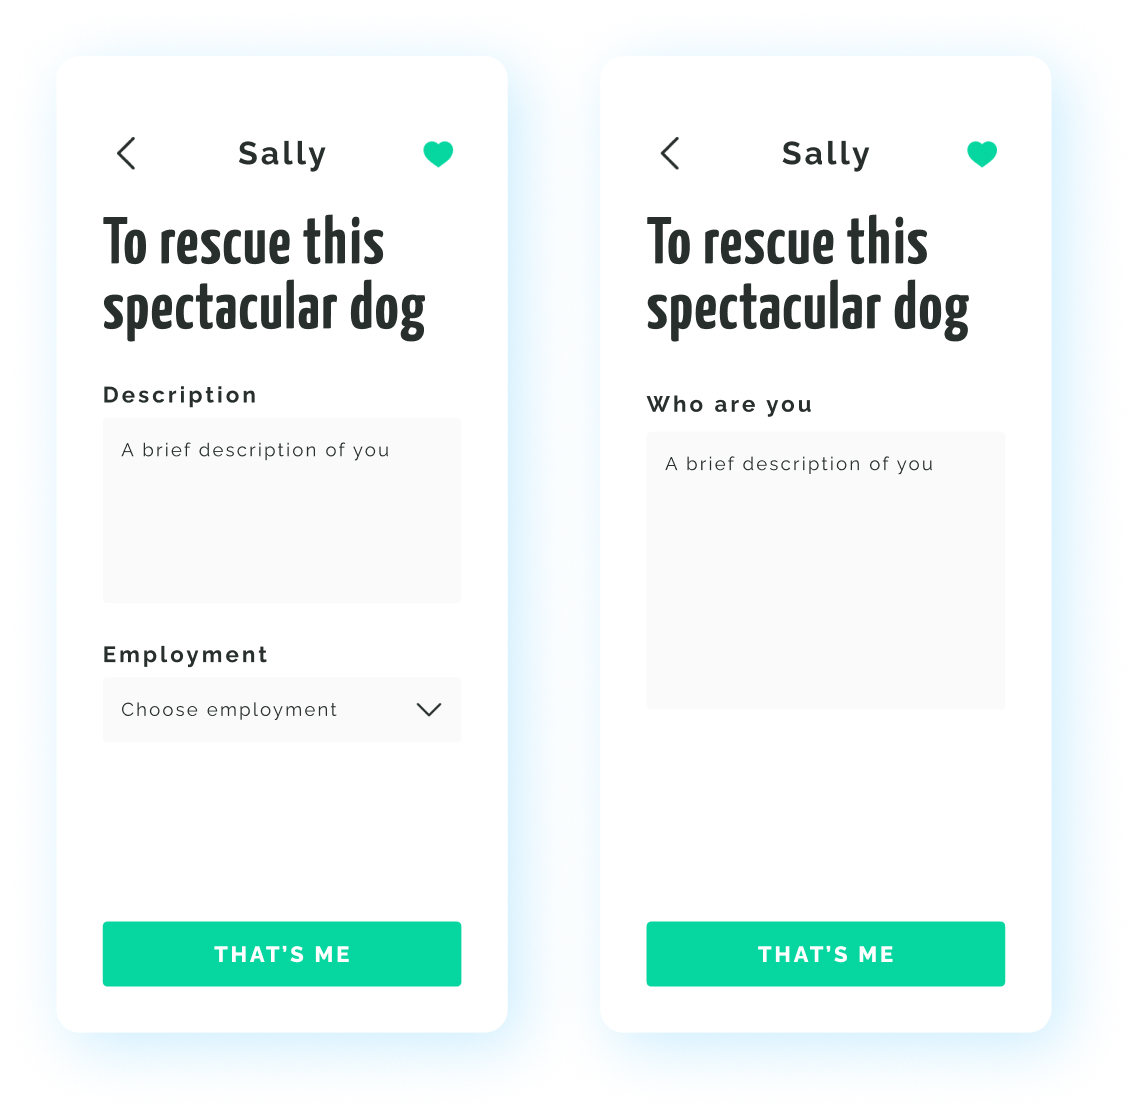 Sally
To rescue this
spectacular dog
Description
A brief description of you
Employment
Choose employment
THAT’S ME
Sally
To rescue this
spectacular dog
Who are you
A brief description of you
THAT’S ME